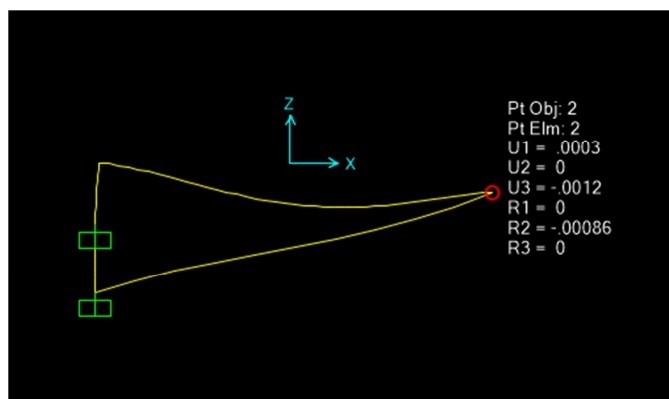 Z
X
Pt Obj: 2
Pt Elm: 2
U1 = .0003
U2 = 0
U3 = -.0012
R1 = 0
R2 = -.00086
R3 = 0